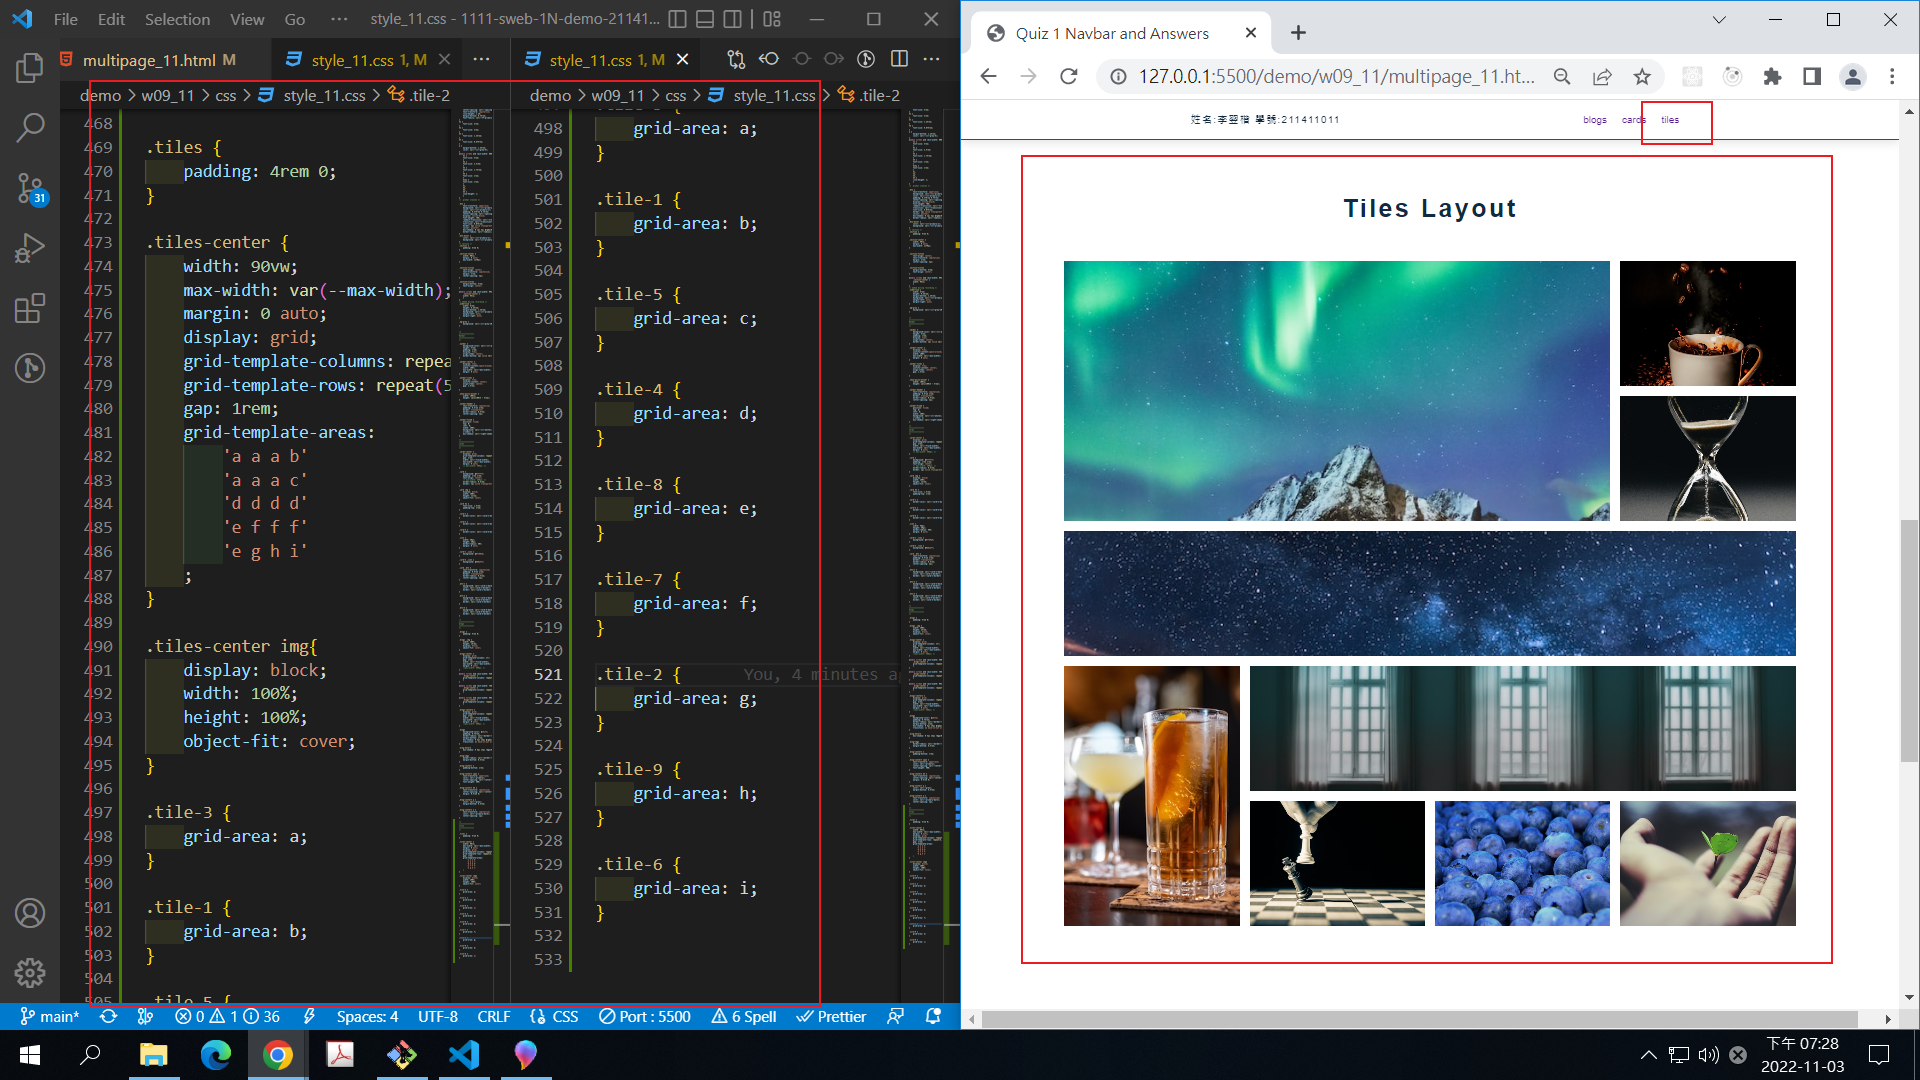 File Edit Selection View Go ··· style_11.css - 1111-sweb-1N-demo-21141...
multipage_11.html M
style_11.css 1, M
···
demo > w09_11 > css > style_11.css > .tile-2
468
469 .tiles {
470 padding: 4rem 0;
471 }
472
473 .tiles-center {
474 width: 90vw;
475 max-width: var(--max-width);
476 margin: 0 auto;
477 display: grid;
478 grid-template-columns: repea
479 grid-template-rows: repeat(5
480 gap: 1rem;
481 grid-template-areas:
482 'a a a b'
483 'a a a c'
484 'd d d d'
485 'e f f f'
486 'e g h i'
487 ;
488 }
489
490 .tiles-center img{
491 display: block;
492 width: 100%;
493 height: 100%;
494 object-fit: cover;
495 }
496
497 .tile-3 {
498 grid-area: a;
499 }
500
501 .tile-1 {
502 grid-area: b;
503 }
504
505 .tile-5 {
style_11.css 1, M
···
demo > w09_11 > css > style_11.css > .tile-2
498 grid-area: a;
499 }
500
501 .tile-1 {
502 grid-area: b;
503 }
504
505 .tile-5 {
506 grid-area: c;
507 }
508
509 .tile-4 {
510 grid-area: d;
511 }
512
513 .tile-8 {
514 grid-area: e;
515 }
516
517 .tile-7 {
518 grid-area: f;
519 }
520
521 .tile-2 { You, 4 minutes ag
522 grid-area: g;
523 }
524
525 .tile-9 {
526 grid-area: h;
527 }
528
529 .tile-6 {
530 grid-area: i;
531 }
532
533
31
main* 0 1 36 Spaces: 4 UTF-8 CRLF CSS Port : 5500 6 Spell Prettier
Quiz 1 Navbar and Answers
127.0.0.1:5500/demo/w09_11/multipage_11.ht...
學號:211411010
blogs cards tiles
Tiles Layout
下午 07:28
2022-11-03